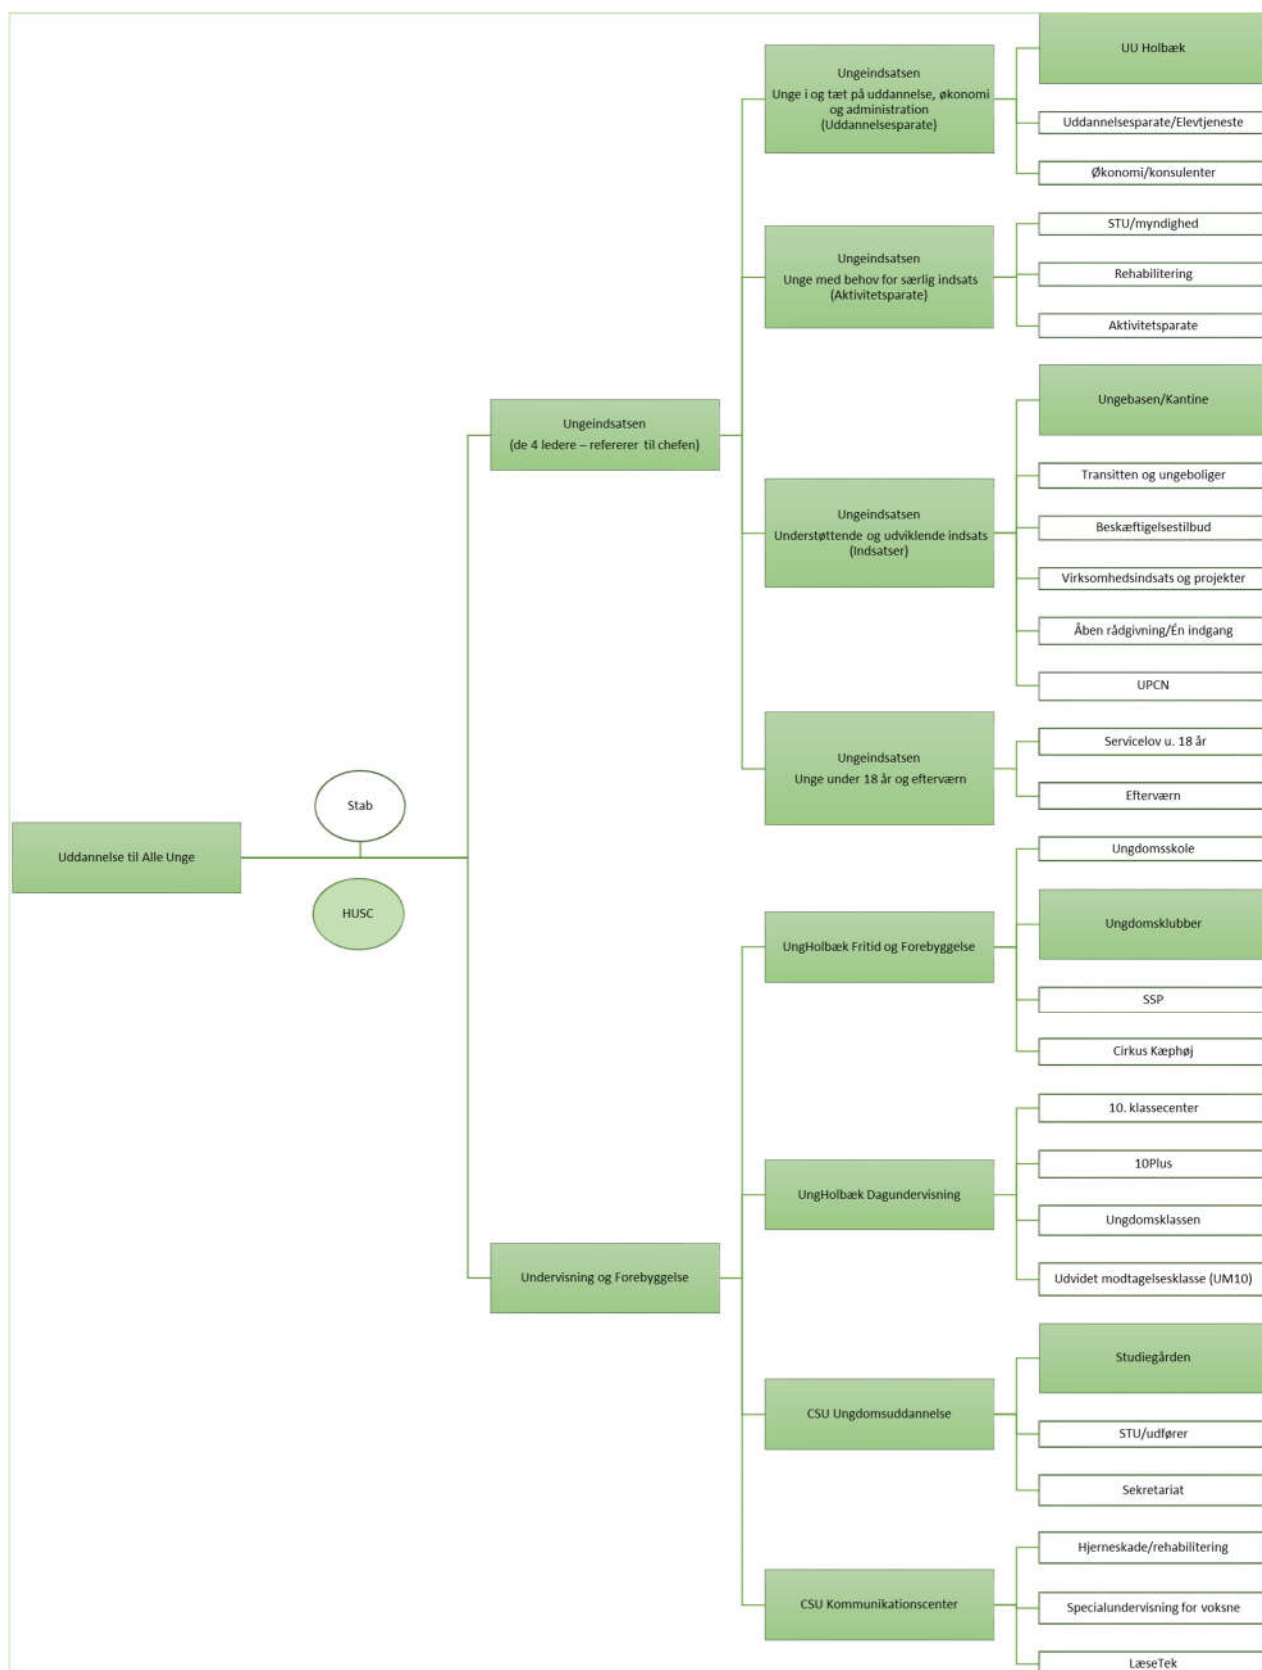 Uddannelse til Alle Unge
Stab
HUSC
Ungeindsatsen
(de 4 ledere – refererer til chefen)
Ungeindsatsen
Unge i og tæt på uddannelse, økonomi
og administration
(Uddannelsesparate)
UU Holbæk
Uddannelsesparate/Elevtjeneste
Økonomi/konsulenter
Ungeindsatsen
Unge med behov for særlig indsats
(Aktivitetsparate)
STU/myndighed
Rehabilitering
Aktivitetsparate
Ungeindsatsen
Understøttende og udviklende indsats
(Indsatser)
Ungebasen/Kantine
Transitten og ungeboliger
Beskæftigelsestilbud
Virksomhedsindsats og projekter
Åben rådgivning/Én indgang
UPCN
Ungeindsatsen
Unge under 18 år og efterværn
Servicelov u. 18 år
Efterværn
Undervisning og Forebyggelse
UngHolbæk Fritid og Forebyggelse
Ungdomsskole
Ungdomsklubber
SSP
Cirkus Kæphøj
UngHolbæk Dagundervisning
10. klassecenter
10Plus
Ungdomsklassen
Udvidet modtagelsesklasse (UM10)
CSU Ungdomsuddannelse
Studiegården
STU/udfører
Sekretariat
CSU Kommunikationscenter
Hjerneskade/rehabilitering
Specialundervisning for voksne
LæseTek